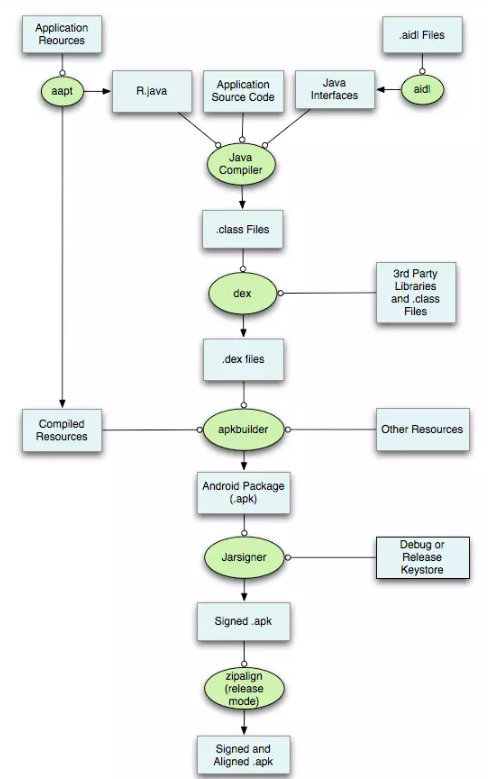 Application
Reources
.aidl Files
aapt
R.java
Application
Source Code
Java
Interfaces
aidl
Java
Compiler
.class Files
dex
3rd Party
Libraries
and .class
Files
.dex files
Compiled
Resources
apkbuilder
Other Resources
Android Package
(.apk)
Jarsigner
Debug or
Release
Keystore
Signed .apk
zipalign
(release
mode)
Signed and
Aligned .apk